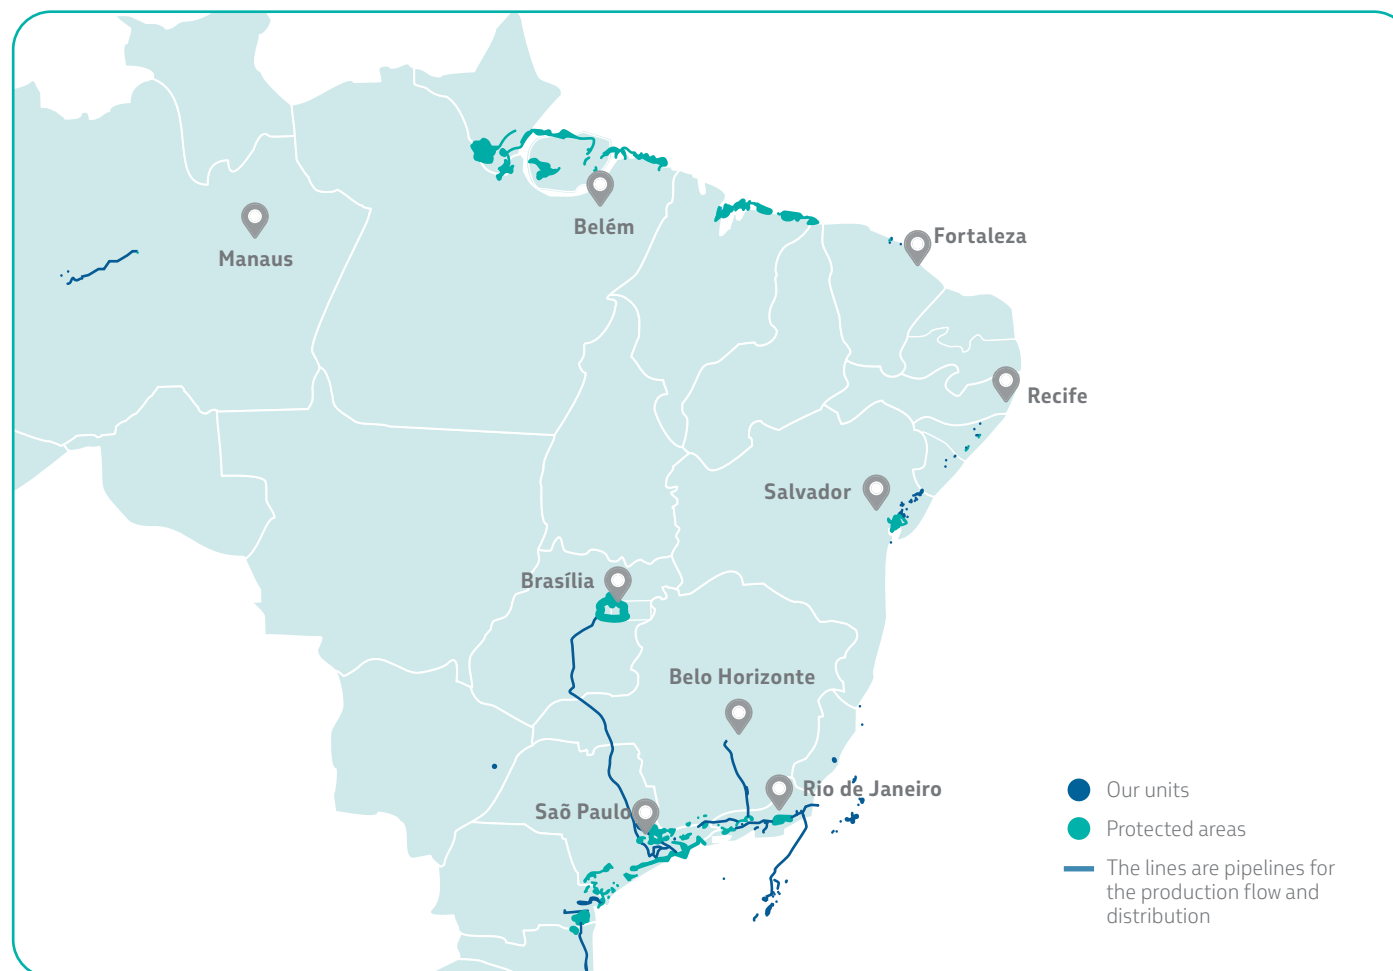 Belém
Manaus
Fortaleza
Recife
Salvador
Brasília
Belo Horizonte
Rio de Janeiro
Saõ Paulo
Our units
Protected areas
The lines are pipelines for
the production flow and
distribution